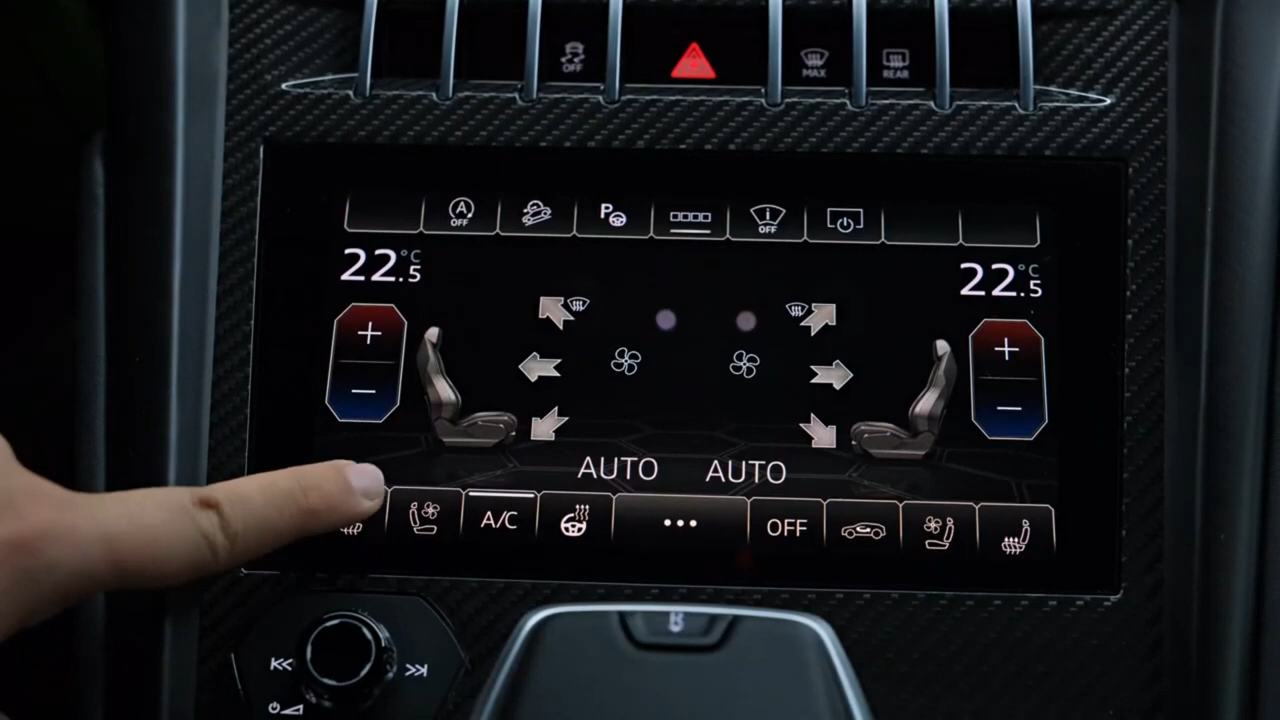 OFF
MAX
REAR
A
OFF
P
i
OFF
22.5 °C
22.5 °C
+
−
+
−
AUTO
AUTO
A/C
•••
OFF